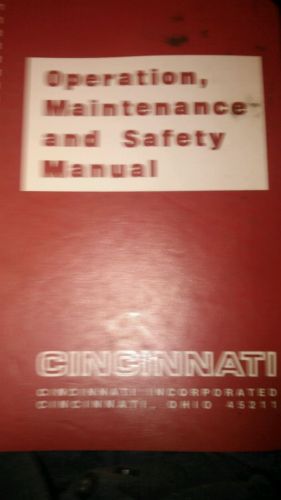 Operation,
Maintenance
and Safety
Manual
CINCINNATI
CINCINNATI INCORPORATED
CINCINNATI, OHIO 45211